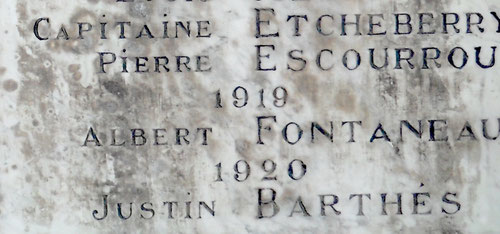 CAPITAINE ETCHEBERRY
PIERRE ESCOURROU
1919
ALBERT FONTANEAU
1920
JUSTIN BARTHÉS